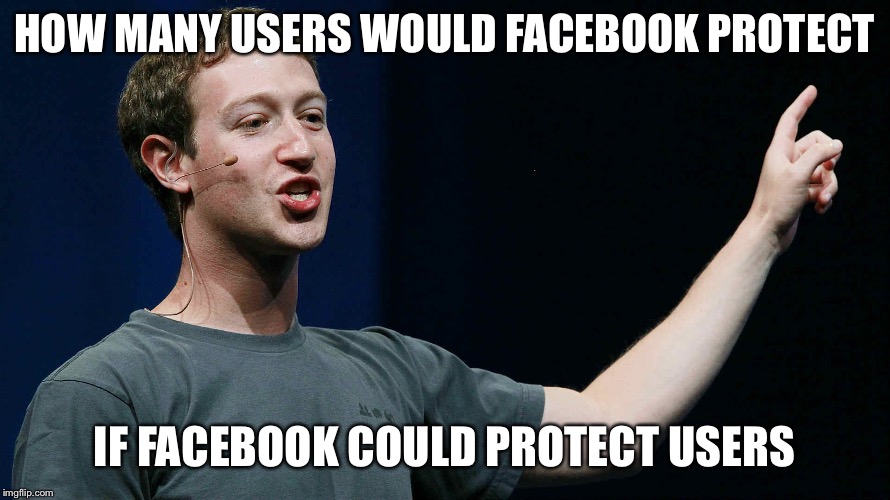 HOW MANY USERS WOULD FACEBOOK PROTECT
IF FACEBOOK COULD PROTECT USERS
imgflip.com